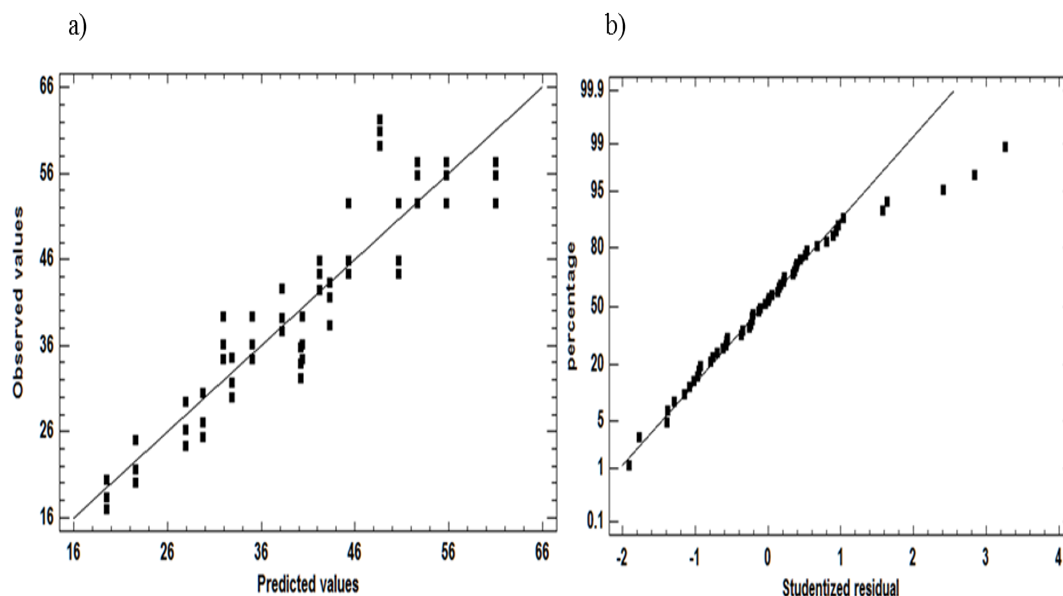 a)
66
56
46
36
26
16
Observed values
16 26 36 46 56 66
Predicted values
b)
99.9
99
95
80
50
20
5
1
0.1
percentage
-2 -1 0 1 2 3 4
Studentized residual